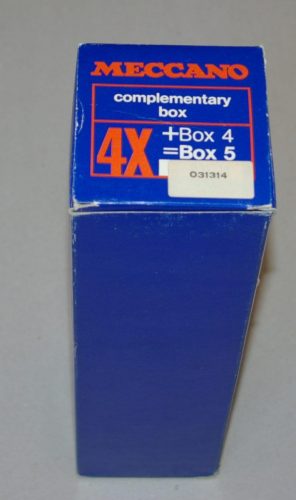 MECCANO
complementary
box
4X
+Box 4
=Box 5
031314